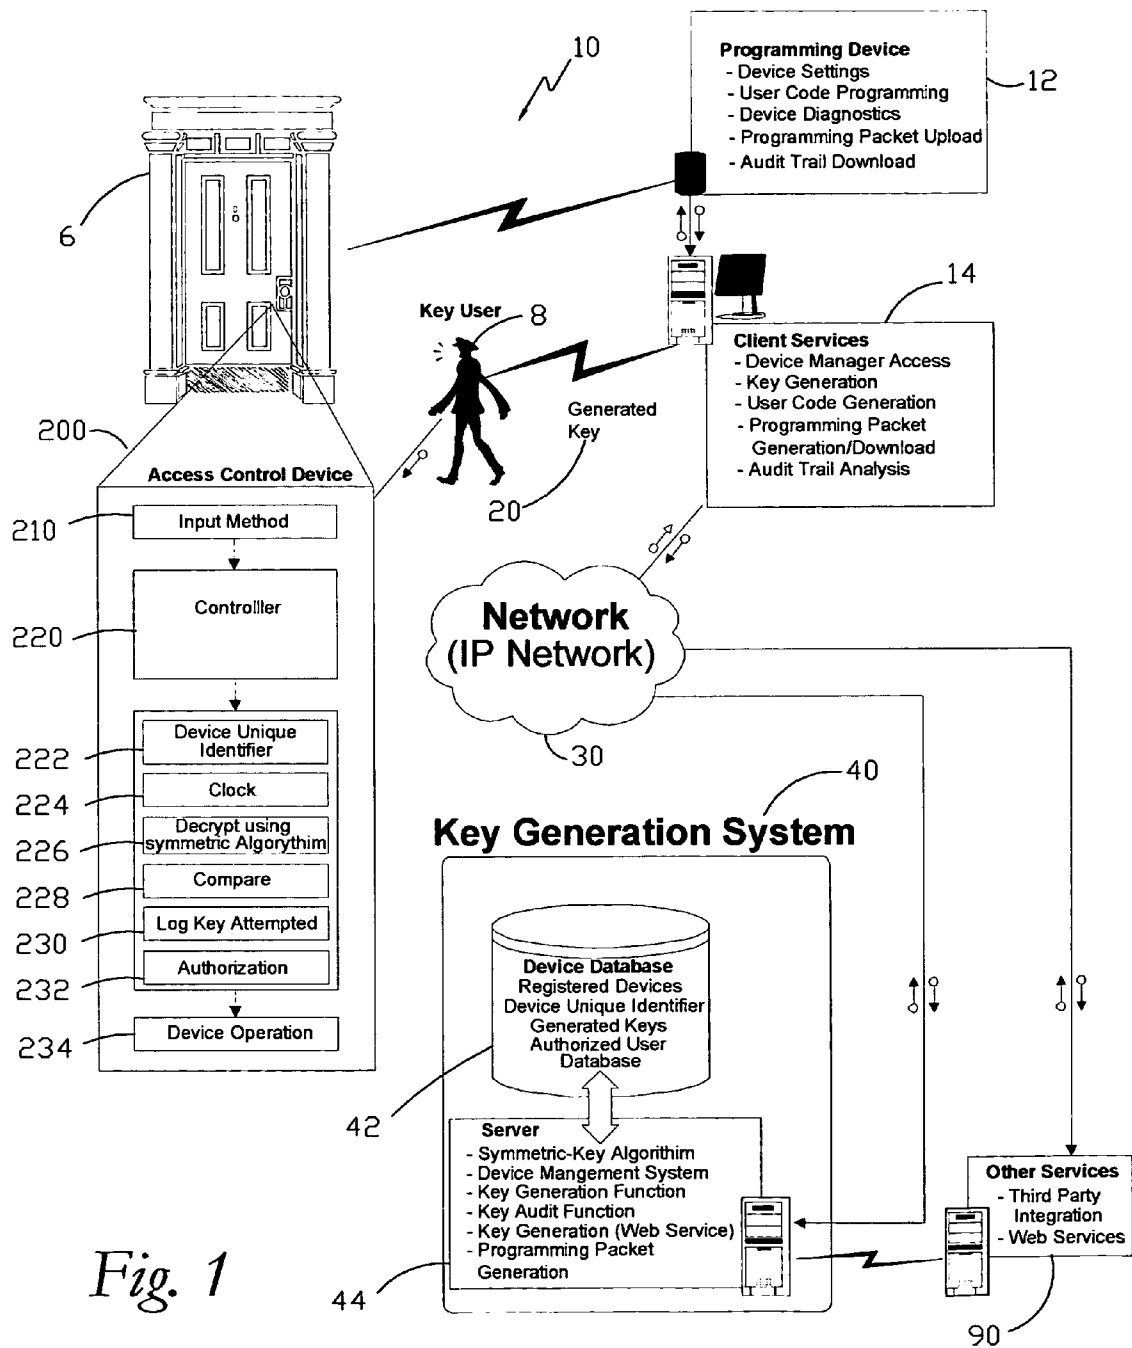 10
Programming Device
- Device Settings
- User Code Programming
- Device Diagnostics
- Programming Packet Upload
- Audit Trail Download
12
6
14
Key User
8
Client Services
- Device Manager Access
- Key Generation
- User Code Generation
- Programming Packet
Generation/Download
- Audit Trail Analysis
Generated
Key
20
200
Access Control Device
210
Input Method
220
Controlller
222
Device Unique
Identifier
224
Clock
226
Decrypt using
symmetric Algorythim
228
Compare
230
Log Key Attempted
232
Authorization
234
Device Operation
Network
(IP Network)
30
40
Key Generation System
Device Database
Registered Devices
Device Unique Identifier
Generated Keys
Authorized User
Database
42
Server
- Symmetric-Key Algorithim
- Device Mangement System
- Key Generation Function
- Key Audit Function
- Key Generation (Web Service)
- Programming Packet
Generation
44
Other Services
- Third Party
Integration
- Web Services
90
Fig. 1